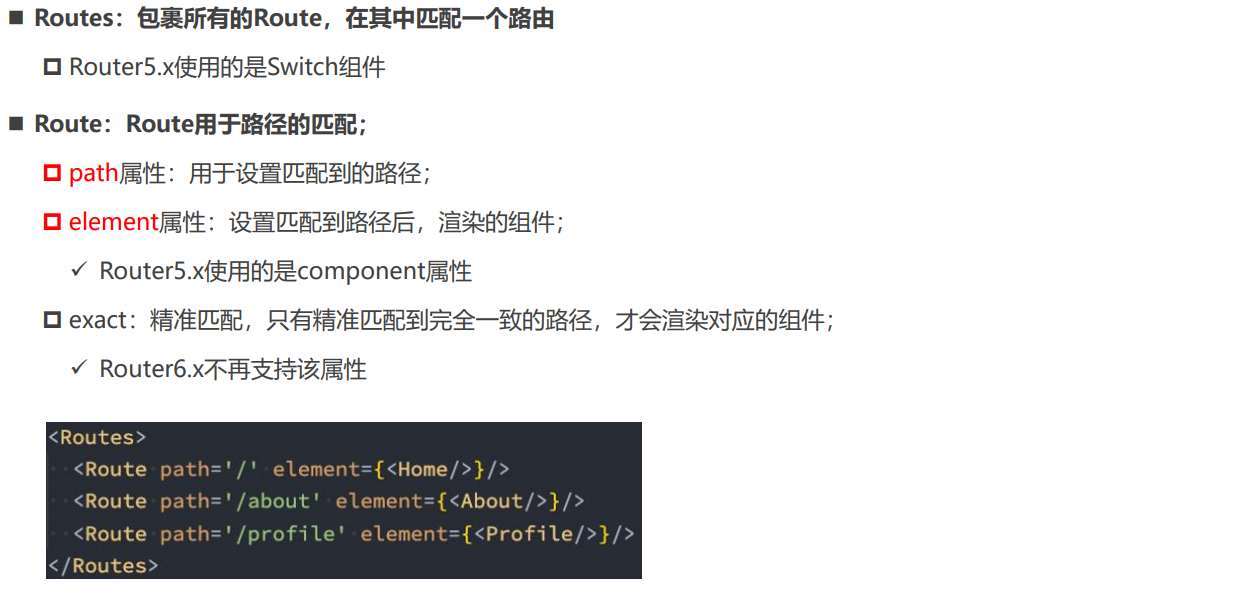 Routes：包裹所有的Route，在其中匹配一个路由
Router5.x使用的是Switch组件
Route：Route用于路径的匹配；
path属性：用于设置匹配到的路径；
element属性：设置匹配到路径后，渲染的组件；
✓ Router5.x使用的是component属性
exact：精准匹配，只有精准匹配到完全一致的路径，才会渲染对应的组件；
✓ Router6.x不再支持该属性
<Routes>
<Route path='/' element={<Home/>}/>
<Route path='/about' element={<About/>}/>
<Route path='/profile' element={<Profile/>}/>
</Routes>